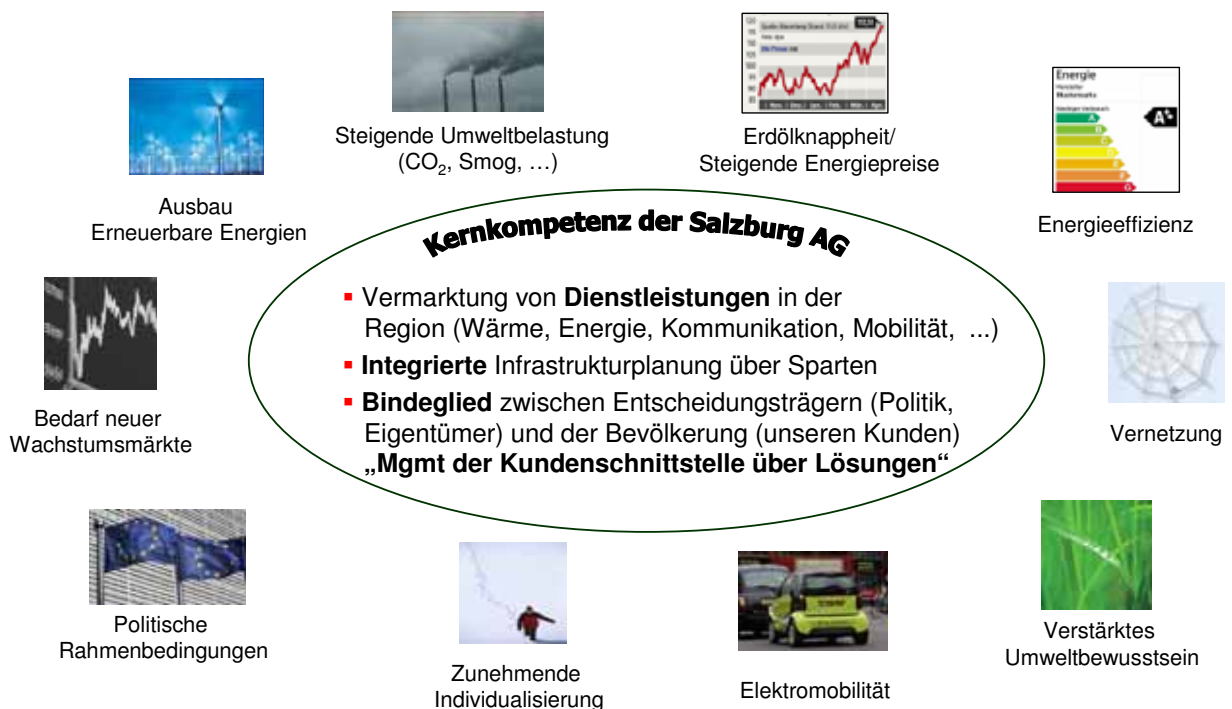 Steigende Umweltbelastung
(CO₂, Smog, …)
Erdölknappheit/
Steigende Energiepreise
Energie
A
B
C
D
E
F
G
A+
Energieeffizienz
Ausbau
Erneuerbare Energien
Kernkompetenz der Salzburg AG
▪ Vermarktung von Dienstleistungen in der
Region (Wärme, Energie, Kommunikation, Mobilität, ...)
▪ Integrierte Infrastrukturplanung über Sparten
▪ Bindeglied zwischen Entscheidungsträgern (Politik,
Eigentümer) und der Bevölkerung (unseren Kunden)
„Mgmt der Kundenschnittstelle über Lösungen“
Bedarf neuer
Wachstumsmärkte
Vernetzung
Politische
Rahmenbedingungen
Zunehmende
Individualisierung
Elektromobilität
Verstärktes
Umweltbewusstsein